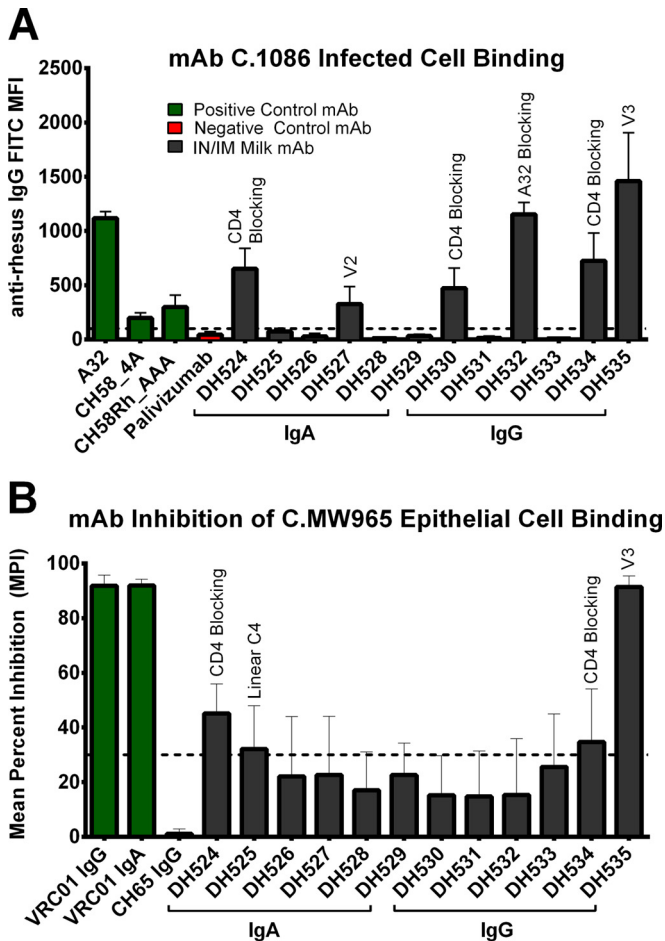 A
mAb C.1086 Infected Cell Binding
anti-rhesus IgG FITC MFI
2500
2000
1500
1000
500
0
Positive Control mAb
Negative Control mAb
IN/IM Milk mAb
CD4
Blocking
V2
CD4 Blocking
A32 Blocking
CD4 Blocking
V3
A32
CH58_4A
CH58Rh_AAA
Palivizumab
DH524
DH525
DH526
DH527
DH528
DH529
DH530
DH531
DH532
DH533
DH534
DH535
IgA
IgG
B
mAb Inhibition of C.MW965 Epithelial Cell Binding
Mean Percent Inhibition (MPI)
100
80
60
40
20
0
CD4 Blocking
Linear C4
CD4 Blocking
V3
VRC01 IgG
VRC01 IgA
CH65 IgG
DH524
DH525
DH526
DH527
DH528
DH529
DH530
DH531
DH532
DH533
DH534
DH535
IgA
IgG